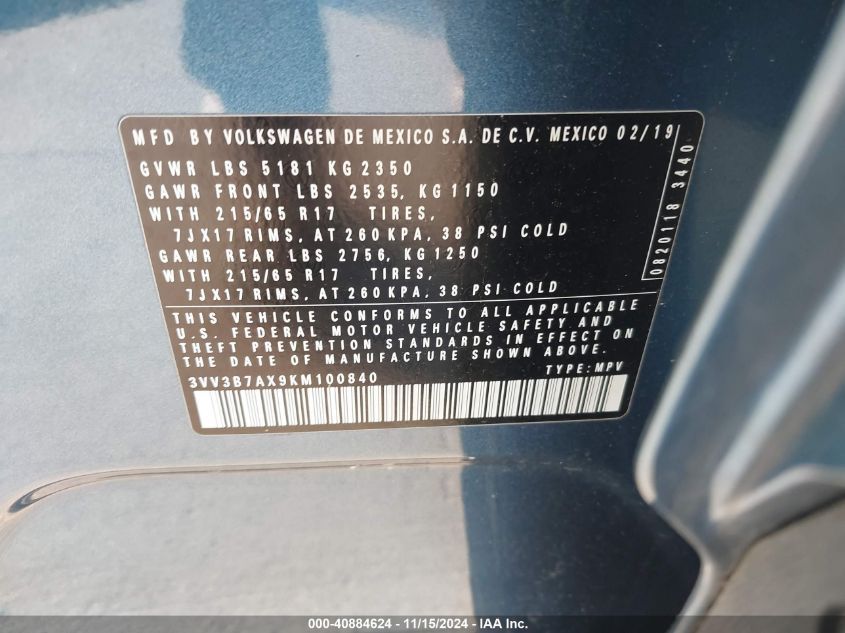 MFD BY VOLKSWAGEN DE MEXICO S.A. DE C.V. MEXICO 02/19
GVWR LBS 5181 KG 2350
GAWR FRONT LBS 2535, KG 1150
WITH 215/65 R17 TIRES,
7JX17 RIMS, AT 260 KPA, 38 PSI COLD
GAWR REAR LBS 2756, KG 1250
WITH 215/65 R17 TIRES,
7JX17 RIMS, AT 260 KPA, 38 PSI COLD
0820118 3440
THIS VEHICLE CONFORMS TO ALL APPLICABLE
U.S. FEDERAL MOTOR VEHICLE SAFETY AND
THEFT PREVENTION STANDARDS IN EFFECT ON
THE DATE OF MANUFACTURE SHOWN ABOVE.
3VV3B7AX9KM100840 TYPE: MPV
000-40884624 - 11/15/2024 - IAA Inc.